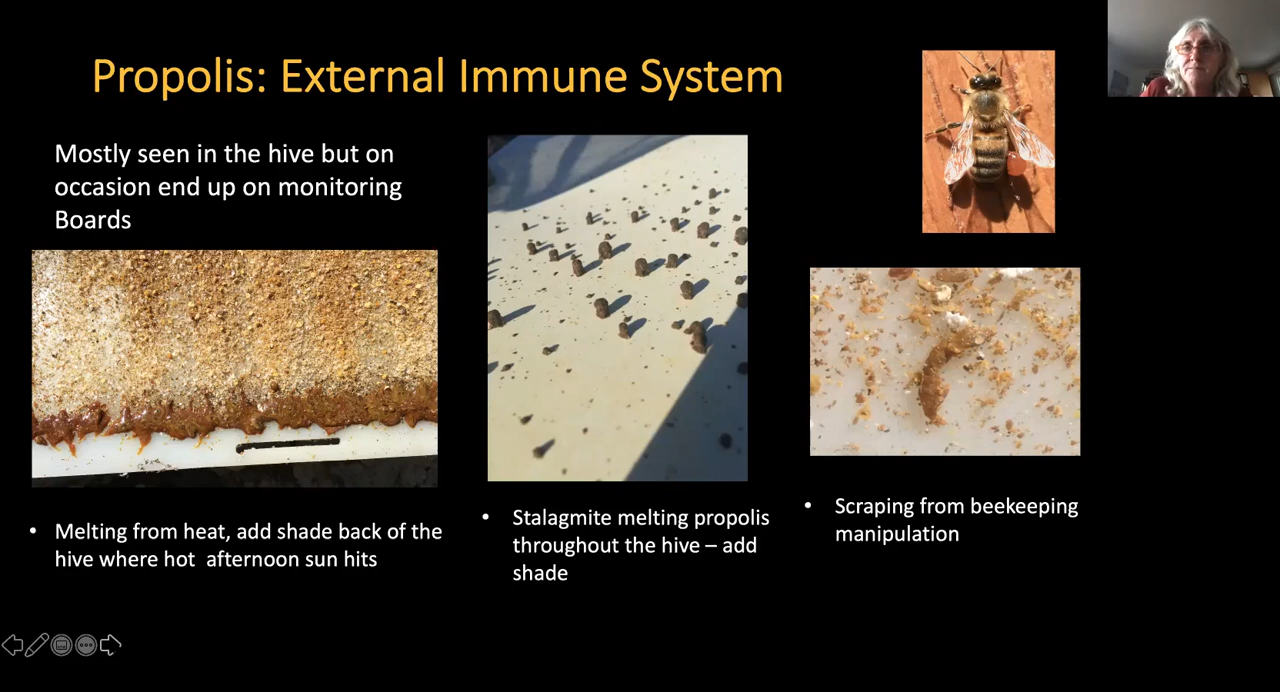 Propolis: External Immune System
Mostly seen in the hive but on
occasion end up on monitoring
Boards
• Melting from heat, add shade back of the
hive where hot  afternoon sun hits
• Stalagmite melting propolis
throughout the hive – add
shade
• Scraping from beekeeping
manipulation